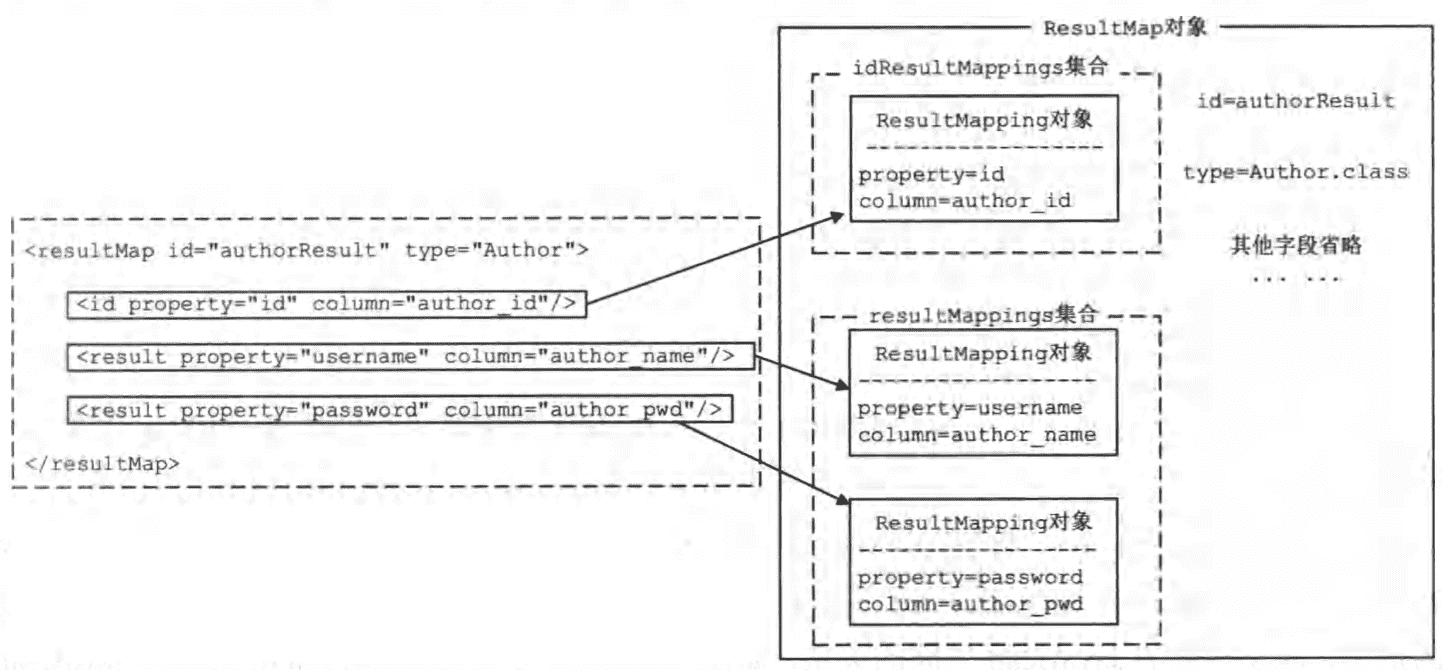 <resultMap id="authorResult" type="Author">
<id property="id" column="author_id"/>
<result property="username" column="author_name"/>
<result property="password" column="author_pwd"/>
</resultMap>
ResultMap对象
idResultMappings集合
ResultMapping对象
property=id
column=author_id
id=authorResult
type=Author.class
其他字段省略
... ...
resultMappings集合
ResultMapping对象
property=username
column=author_name
ResultMapping对象
property=password
column=author_pwd